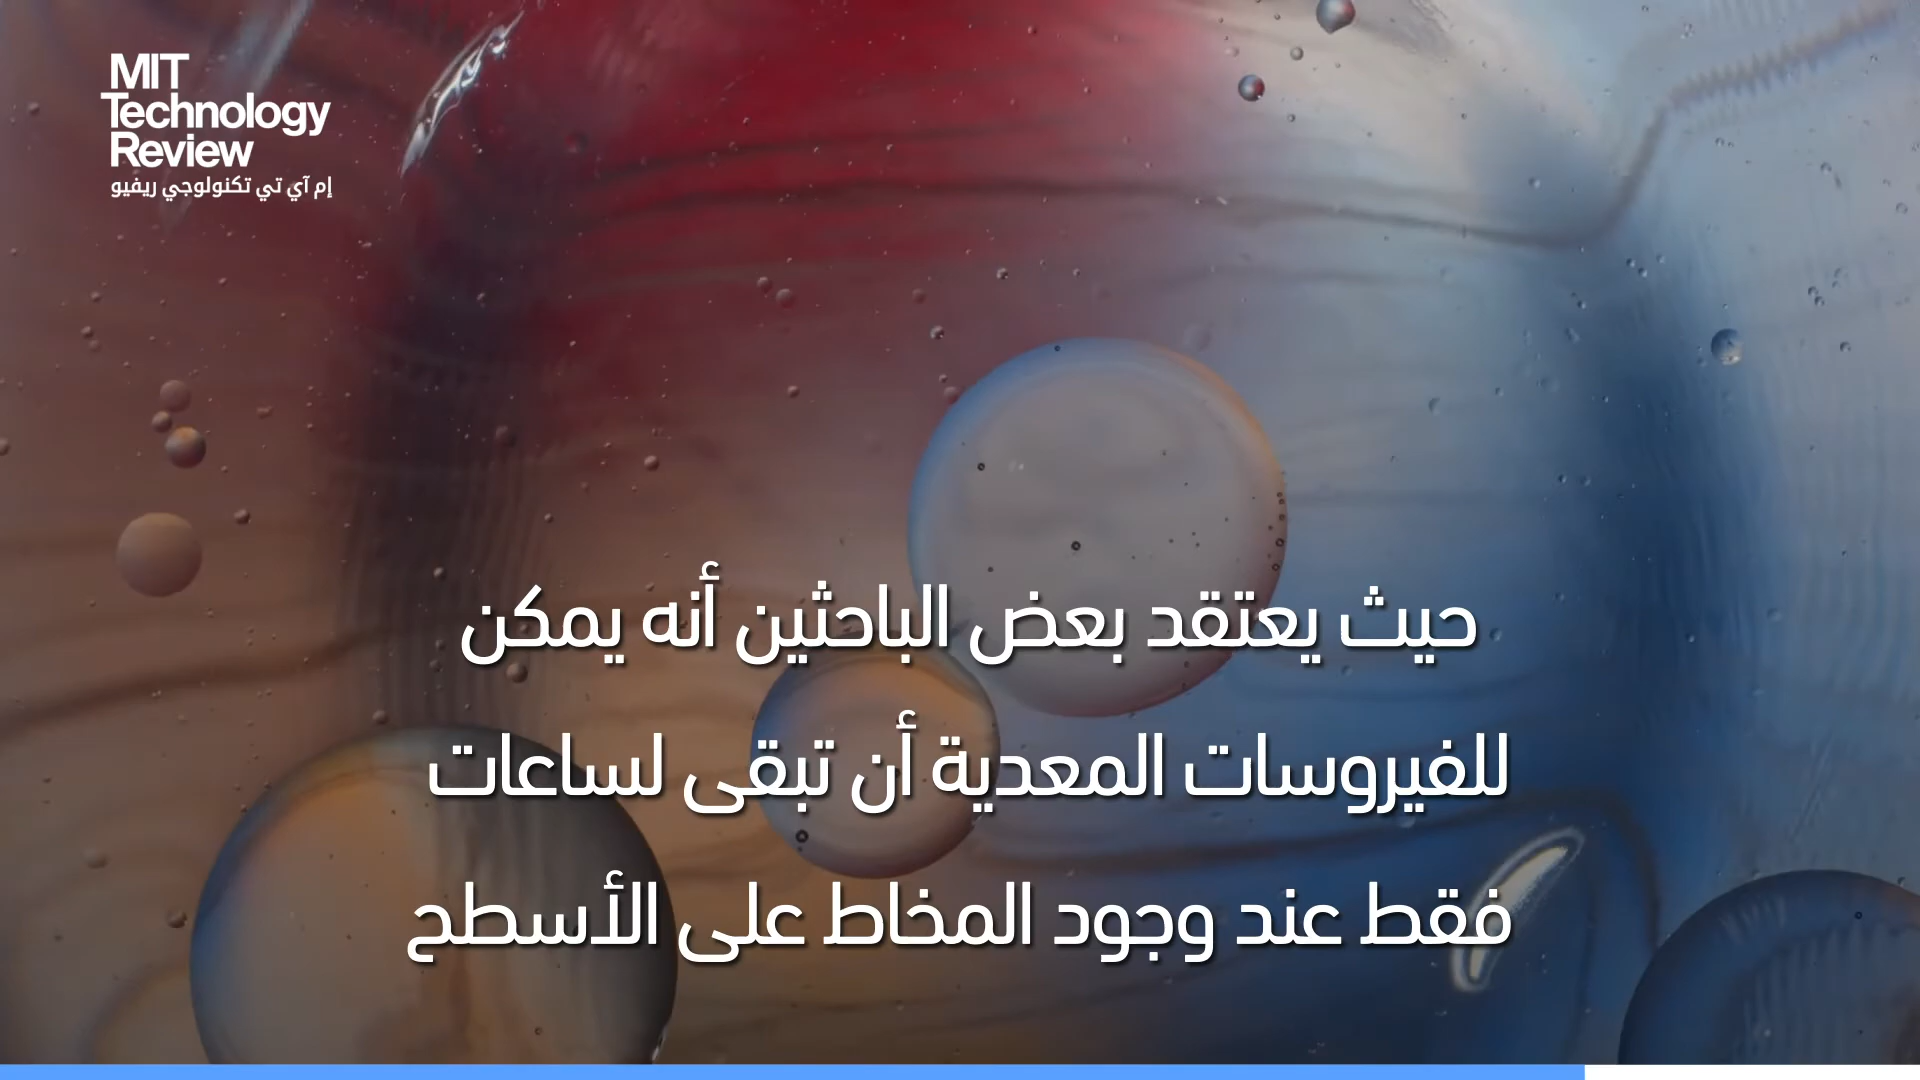 MIT
Technology
Review
إم آي تي تكنولوجي ريفيو
حيث يعتقد بعض الباحثين أنه يمكن
للفيروسات المعدية أن تبقى لساعات
فقط عند وجود المخاط على الأسطح